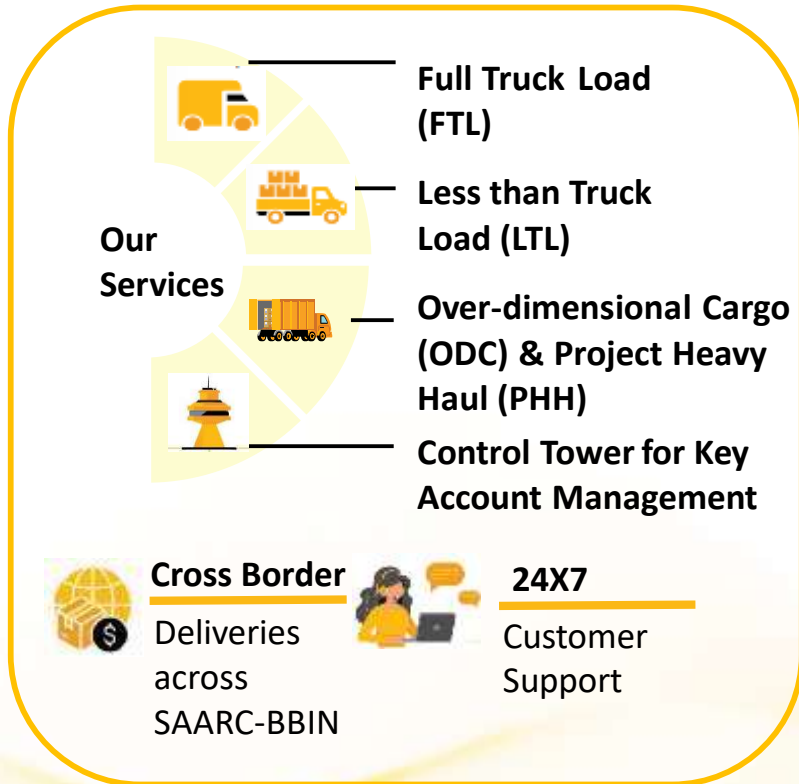 Our
Services
Full Truck Load
(FTL)
Less than Truck
Load (LTL)
Over-dimensional Cargo
(ODC) & Project Heavy
Haul (PHH)
Control Tower for Key
Account Management
Cross Border
Deliveries
across
SAARC-BBIN
24X7
Customer
Support
$